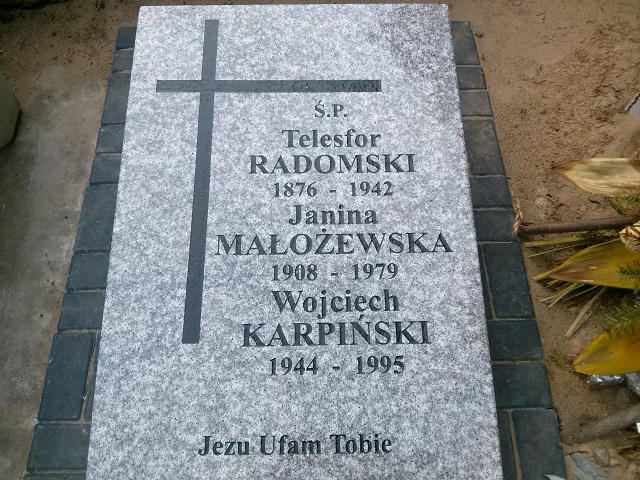 Ś.P.
Telesfor
RADOMSKI
1876 - 1942
Janina
MAŁOŻEWSKA
1908 - 1979
Wojciech
KARPIŃSKI
1944 - 1995
Jezu Ufam Tobie